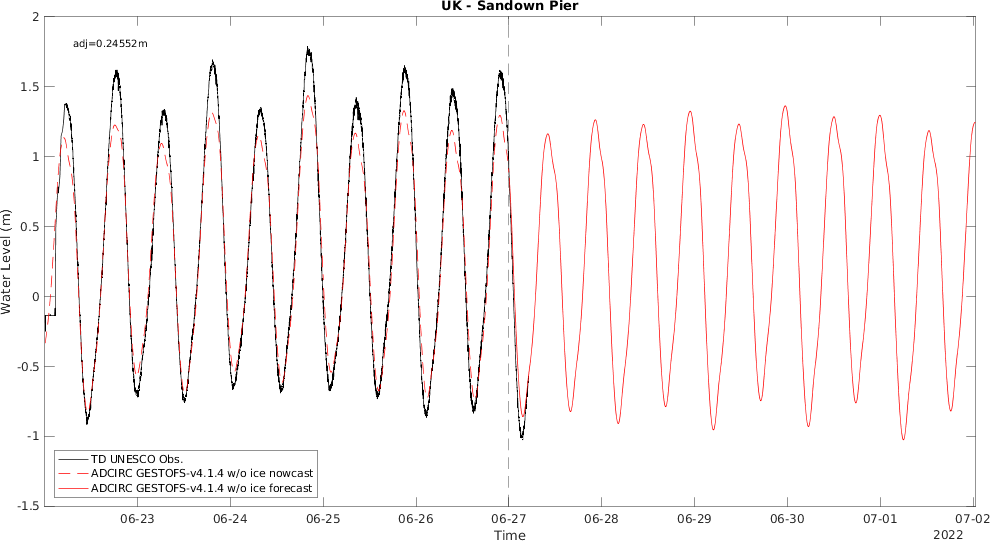 UK - Sandown Pier
adj=0.24552m
2
1.5
1
0.5
0
-0.5
-1
-1.5
Water Level (m)
TD UNESCO Obs.
ADCIRC GESTOFS-v4.1.4 w/o ice nowcast
ADCIRC GESTOFS-v4.1.4 w/o ice forecast
06-23 06-24 06-25 06-26 06-27 06-28 06-29 06-30 07-01 07-02
Time
2022